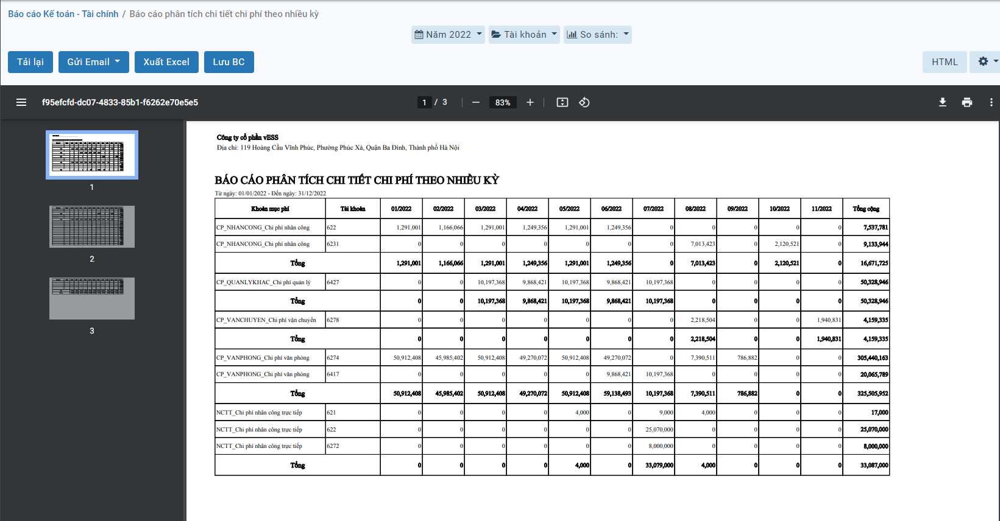 Báo cáo Kế toán - Tài chính / Báo cáo phân tích chi tiết chi phí theo nhiều kỳ
Năm 2022 Tài khoản So sánh:
Tải lại Gửi Email Xuất Excel Lưu BC HTML
f95efcfd-dc07-4833-85b1-f6262e70e5e5 1 / 3 83%
1
2
3
Công ty cổ phần vESS
Địa chỉ: 119 Hoàng Cầu Vĩnh Phúc, Phường Phúc Xá, Quận Ba Đình, Thành phố Hà Nội
BÁO CÁO PHÂN TÍCH CHI TIẾT CHI PHÍ THEO NHIỀU KỲ
Từ ngày: 01/01/2022 - Đến ngày: 31/12/2022
Khoản mục phí Tài khoản 01/2022 02/2022 03/2022 04/2022 05/2022 06/2022 07/2022 08/2022 09/2022 10/2022 11/2022 Tổng cộng
CP_NHANCONG_Chi phí nhân công 622 1,291,001 1,166,066 1,291,001 1,249,356 1,291,001 1,249,356 0 0 0 0 0 7,537,781
CP_NHANCONG_Chi phí nhân công 6231 0 0 0 0 0 0 0 7,013,423 0 2,120,521 0 9,133,944
Tổng 1,291,001 1,166,066 1,291,001 1,249,356 1,291,001 1,249,356 0 7,013,423 0 2,120,521 0 16,671,725
CP_QUANLYKHAC_Chi phí quản lý 6427 0 0 10,197,368 9,868,421 10,197,368 9,868,421 10,197,368 0 0 0 0 50,328,946
Tổng 0 0 10,197,368 9,868,421 10,197,368 9,868,421 10,197,368 0 0 0 0 50,328,946
CP_VANCHUYEN_Chi phí vận chuyển 6278 0 0 0 0 0 0 0 2,218,504 0 0 1,940,831 4,159,335
Tổng 0 0 0 0 0 0 0 2,218,504 0 0 1,940,831 4,159,335
CP_VANPHONG_Chi phí văn phòng 6274 50,912,408 45,985,402 50,912,408 49,270,072 50,912,408 49,270,072 0 7,390,511 786,882 0 0 305,440,163
CP_VANPHONG_Chi phí văn phòng 6417 0 0 0 0 0 9,868,421 10,197,368 0 0 0 0 20,065,789
Tổng 50,912,408 45,985,402 50,912,408 49,270,072 50,912,408 59,138,493 10,197,368 7,390,511 786,882 0 0 325,505,952
NCTT_Chi phí nhân công trực tiếp 621 0 0 0 0 4,000 0 9,000 4,000 0 0 0 17,000
NCTT_Chi phí nhân công trực tiếp 622 0 0 0 0 0 0 25,070,000 0 0 0 0 25,070,000
NCTT_Chi phí nhân công trực tiếp 6272 0 0 0 0 0 0 8,000,000 0 0 0 0 8,000,000
Tổng 0 0 0 0 4,000 0 33,079,000 4,000 0 0 0 33,087,000